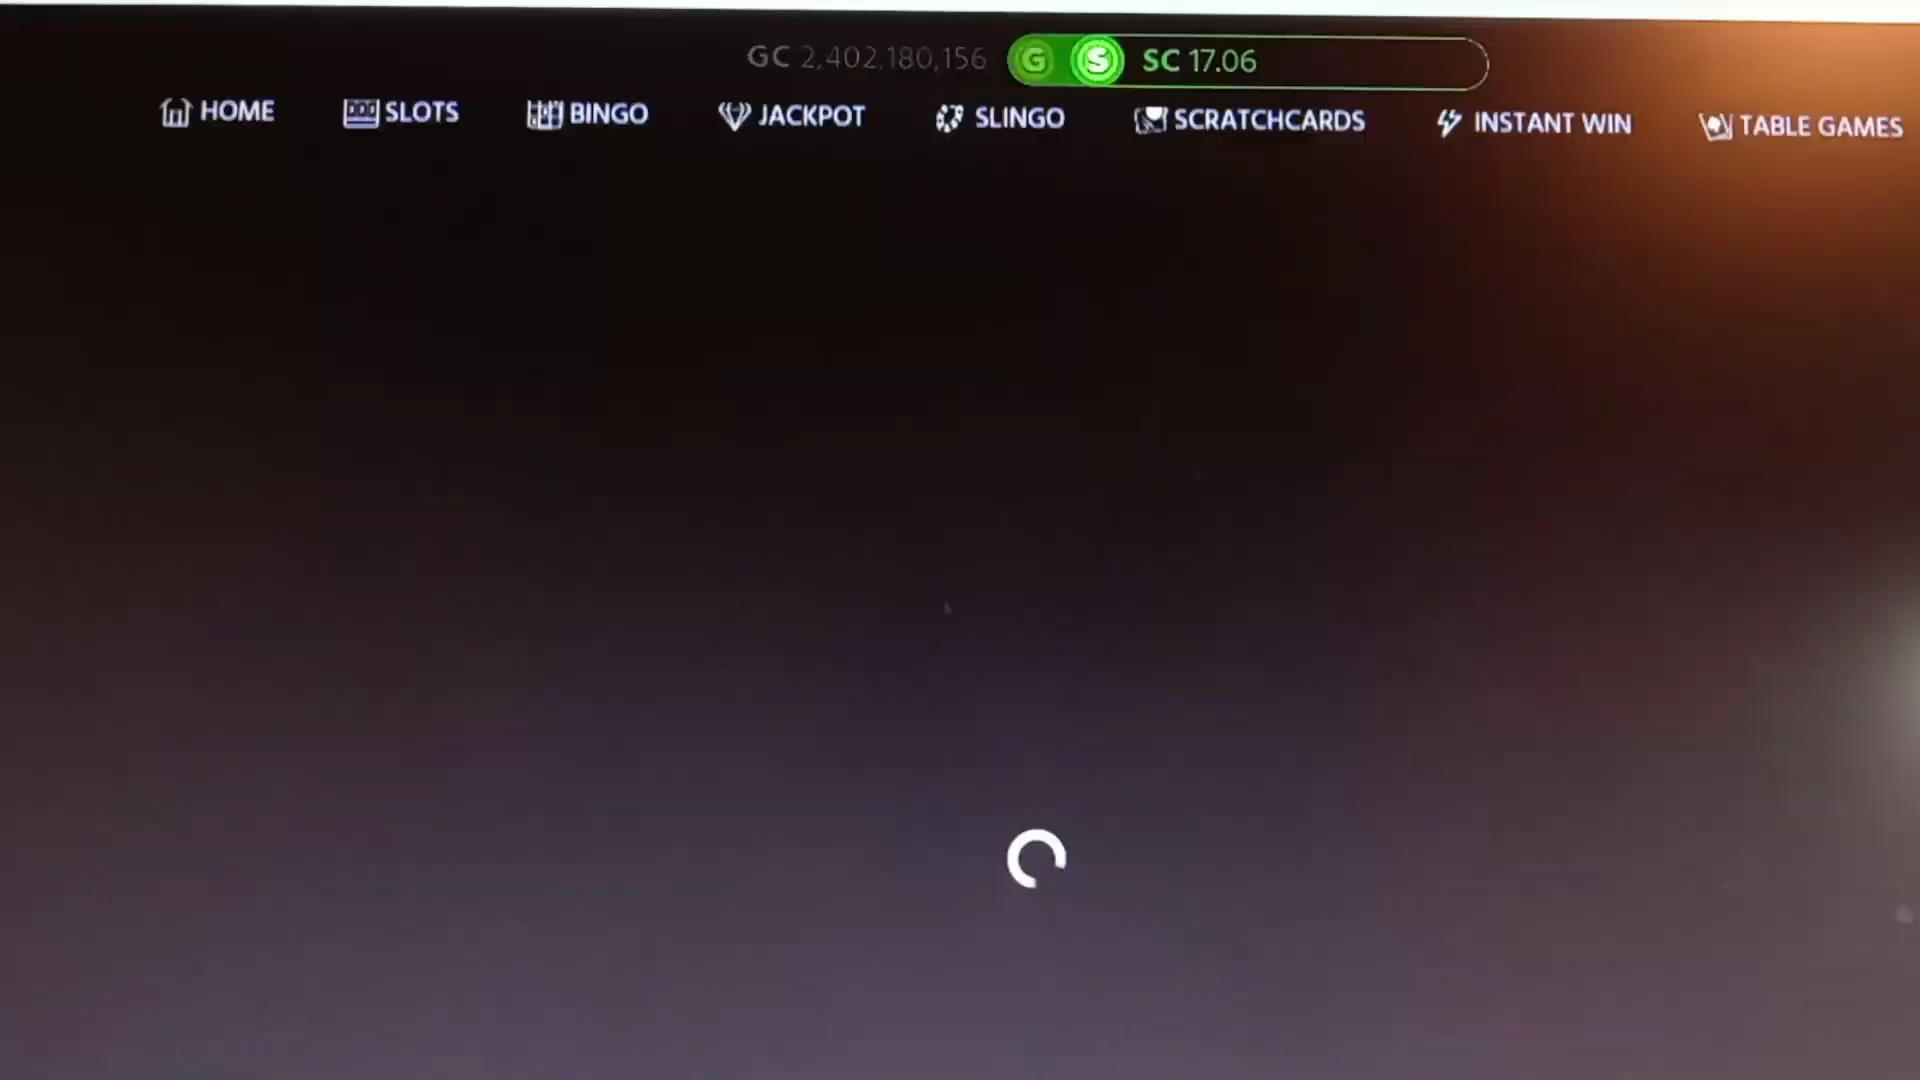 GC 2,402,180,156 G S SC 17.06
HOME SLOTS BINGO JACKPOT SLINGO SCRATCHCARDS INSTANT WIN TABLE GAMES